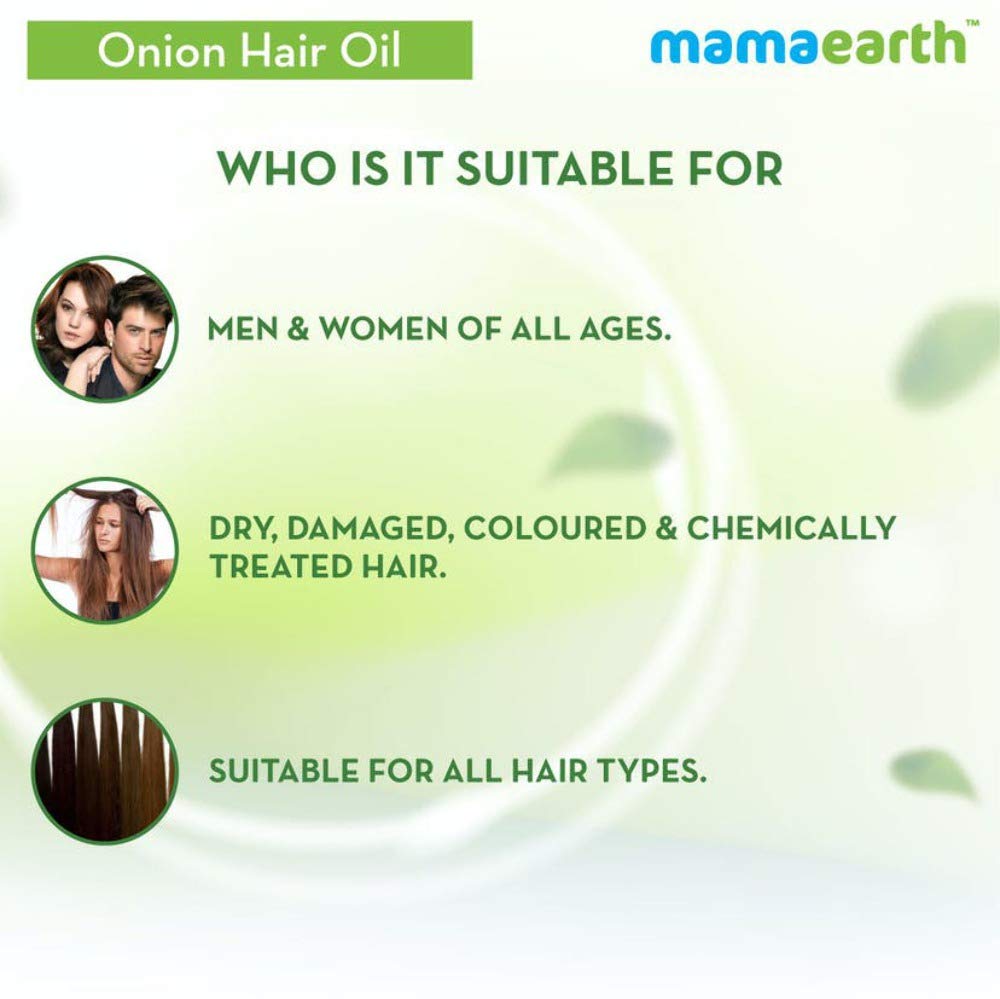 Onion Hair Oil
mamaearth™
WHO IS IT SUITABLE FOR
MEN & WOMEN OF ALL AGES.
DRY, DAMAGED, COLOURED & CHEMICALLY
TREATED HAIR.
SUITABLE FOR ALL HAIR TYPES.